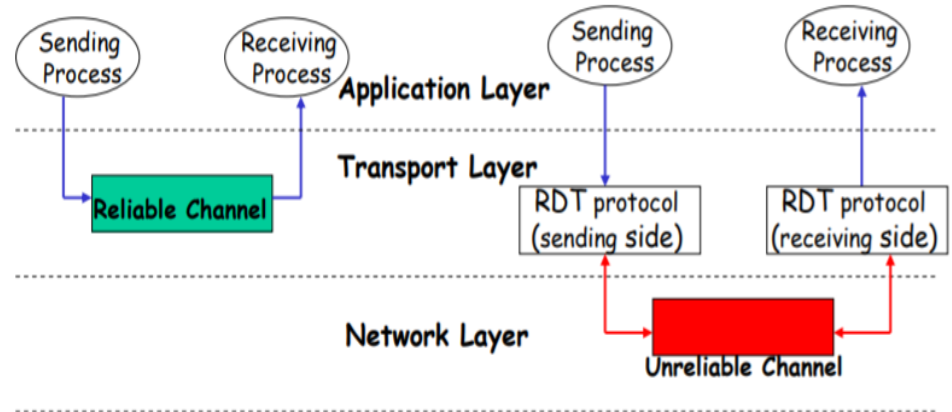 Sending
Process
Receiving
Process
Sending
Process
Receiving
Process
Application Layer
Transport Layer
Reliable Channel
RDT protocol
(sending side)
RDT protocol
(receiving side)
Network Layer
Unreliable Channel